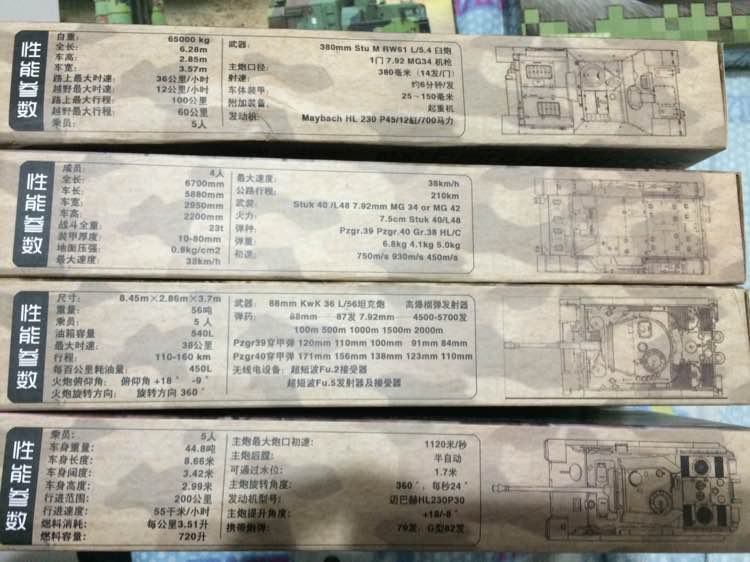 性能参数
自重: 65000 kg
全长: 6.28m
车高: 2.85m
车宽: 3.57m
路上最大时速: 36公里/小时
越野最大时速: 12公里/小时
路上最大行程: 100公里
越野最大行程: 60公里
乘员: 5人
武器: 380mm Stu M RW61 L/5.4 臼炮
1门 7.92 MG34 机枪
主炮口径: 380毫米（14发/门）
射速: 约6分钟/发
车体装甲: 25～150毫米
附加装备: 起重机
发动机: Maybach HL 230 P45/12缸/700马力
性能参数
成员: 4人
全长: 6700mm
车长: 5880mm
车宽: 2950mm
车高: 2200mm
战斗全重: 23t
装甲厚度: 10-80mm
地面压强: 0.9kg/cm2
最大速度: 38km/h
最大速度: 38km/h
公路行程: 210km
武装: Stuk 40 /L48 7.92mm MG 34 or MG 42
火力: 7.5cm Stuk 40/L48
弹种: Pzgr.39 Pzgr.40 Gr.38 HL/C
弹重: 6.8kg 4.1kg 5.0kg
初速: 750m/s 930m/s 450m/s
性能参数
尺寸: 8.45m×2.86m×3.7m
重量: 56吨
乘员: 5 人
油箱容量 540L
最大时速: 38公里
行程: 110-160 km
每百公里耗油量: 450L
火炮俯仰角: 俯仰角 +18° -9°
火炮旋转方向: 旋转方向 360°
武器: 88mm KwK 36 L/56坦克炮 高爆榴弹发射器
弹药: 88mm 87发 7.92mm 4500-5700发
100m 500m 1000m 1500m 2000m
Pzgr39穿甲弹 120mm 110mm 100mm 91mm 84mm
Pzgr40穿甲弹 171mm 156mm 138mm 123mm 110mm
无线电设备: 超短波Fu.2接受器
超短波Fu.5发射器及接受器
性能参数
乘员: 5人
车身重量: 44.8吨
车身长度: 8.66米
车身阔度: 3.42米
车身高度: 2.99米
行进范围: 200公里
行进速度: 55千米/小时
燃料消耗: 每公里3.51升
燃料容量: 720升
主炮最大炮口初速: 1120米/秒
主炮后膛: 半自动
可通过水位: 1.7米
主炮旋转角度: 360°，每秒24°
发动机型号: 迈巴赫HL230P30
主炮提升角度: +18/-8°
携带炮弹: 79发，G型82发